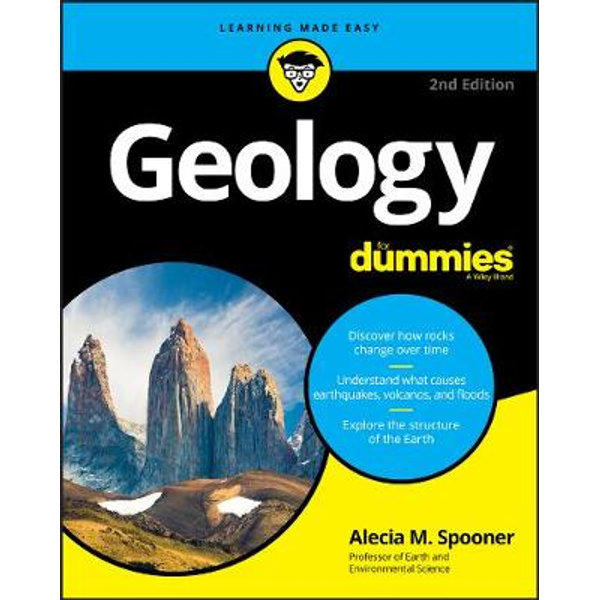 LEARNING MADE EASY
2nd Edition
Geology
for
dummies®
A Wiley Brand
Discover how rocks
change over time
Understand what causes
earthquakes, volcanos, and floods
Explore the structure
of the Earth
Alecia M. Spooner
Professor of Earth and
Environmental Science